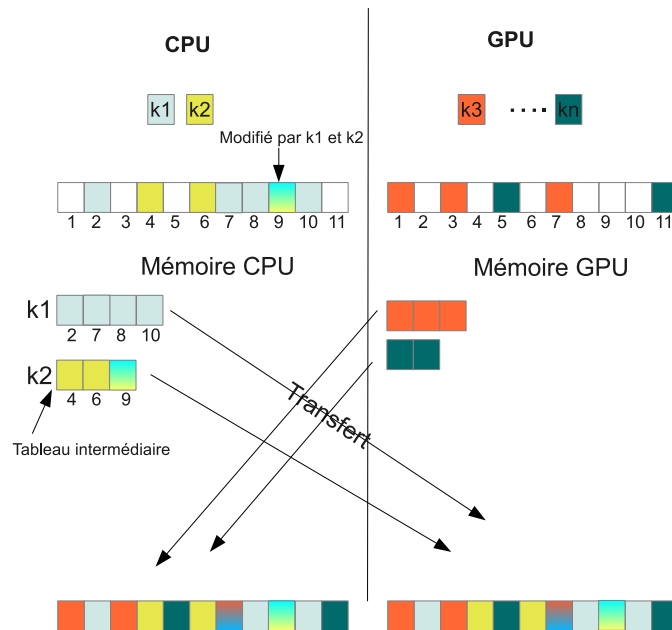 CPU
GPU
k1 k2
k3 ···· kn
Modifié par k1 et k2
1 2 3 4 5 6 7 8 9 10 11
1 2 3 4 5 6 7 8 9 10 11
Mémoire CPU
Mémoire GPU
k1
2 7 8 10
k2
4 6 9
Transfert
Tableau intermédiaire